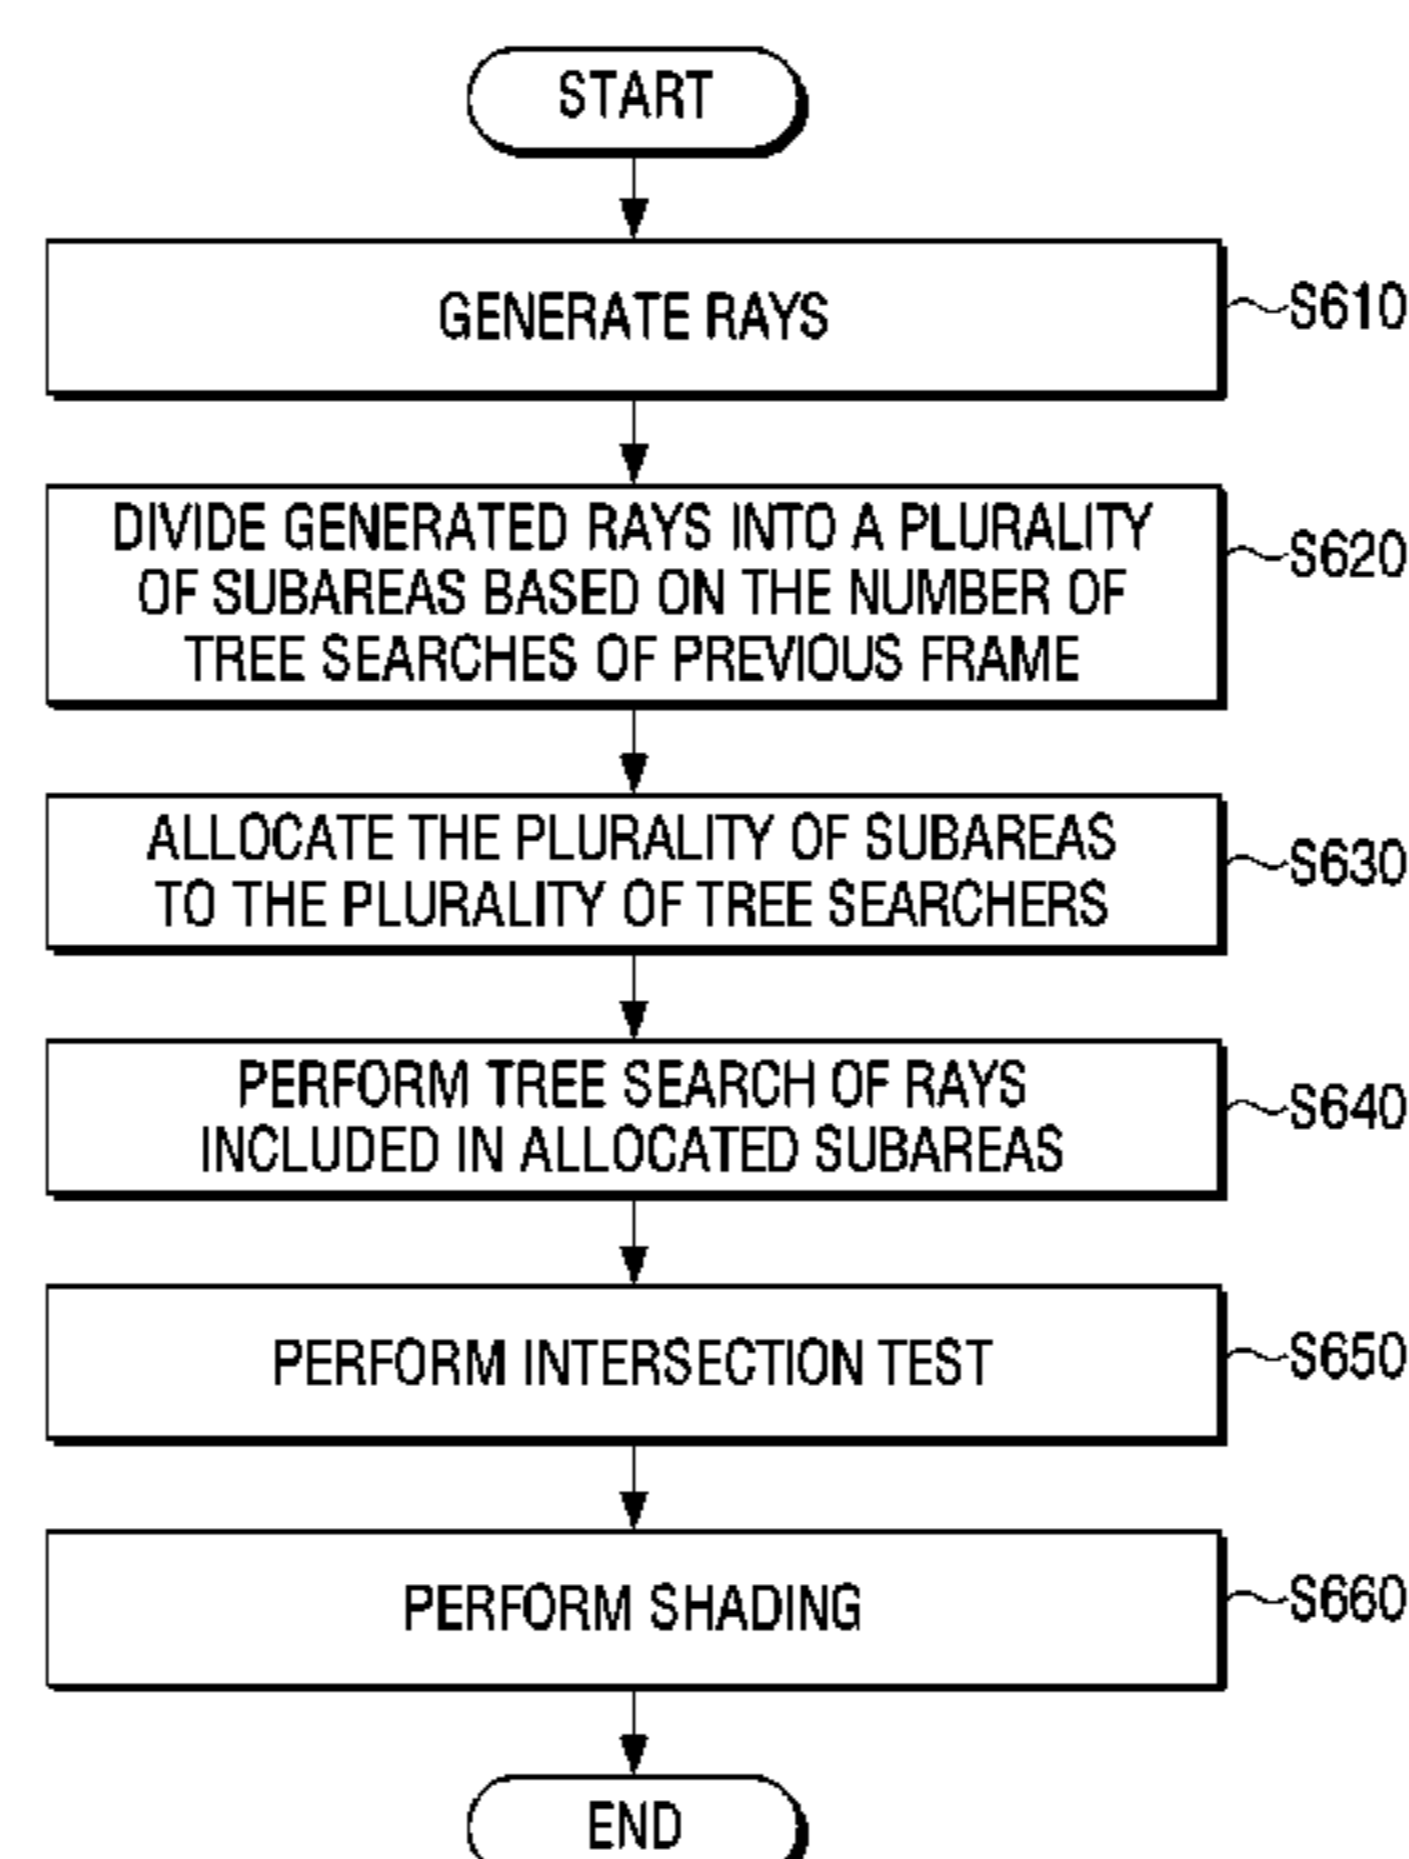 START
GENERATE RAYS
S610
DIVIDE GENERATED RAYS INTO A PLURALITY
OF SUBAREAS BASED ON THE NUMBER OF
TREE SEARCHES OF PREVIOUS FRAME
S620
ALLOCATE THE PLURALITY OF SUBAREAS
TO THE PLURALITY OF TREE SEARCHERS
S630
PERFORM TREE SEARCH OF RAYS
INCLUDED IN ALLOCATED SUBAREAS
S640
PERFORM INTERSECTION TEST
S650
PERFORM SHADING
S660
END